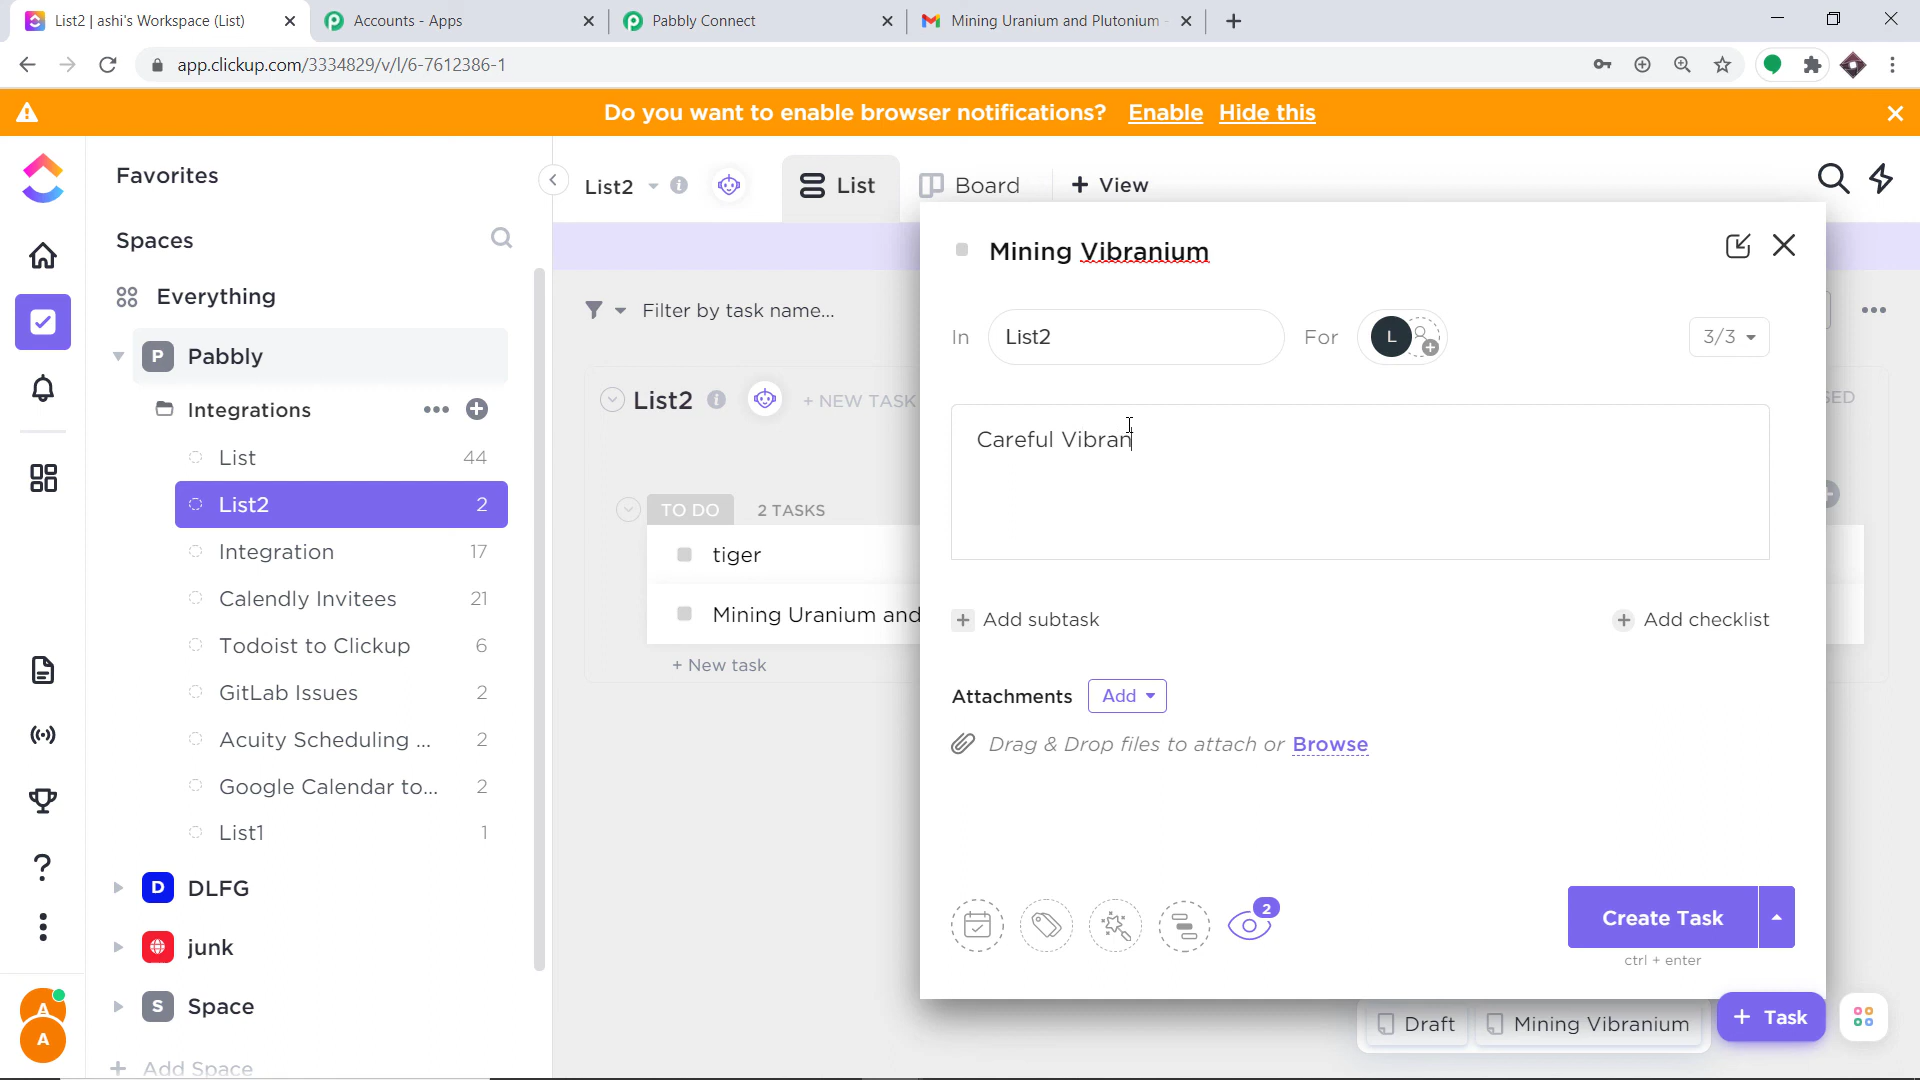 List2 | ashi's Workspace (List)
Accounts - Apps
Pabbly Connect
Mining Uranium and Plutonium -
app.clickup.com/3334829/v/l/6-7612386-1
Do you want to enable browser notifications? Enable Hide this
Favorites
Spaces
Everything
P Pabbly
Integrations
List 44
List2 2
Integration 17
Calendly Invitees 21
Todoist to Clickup 6
GitLab Issues 2
Acuity Scheduling ... 2
Google Calendar to... 2
List1 1
D DLFG
junk
S Space
+ Add Space
A
A
List2
List
Board
+ View
Filter by task name...
List2
+ NEW TASK
TO DO
2 TASKS
tiger
Mining Uranium and
+ New task
SED
Mining Vibranium
In List2 For L
3/3
Careful Vibran
+ Add subtask
+ Add checklist
Attachments Add
Drag & Drop files to attach or Browse
2
Create Task
ctrl + enter
Draft
Mining Vibranium
+ Task